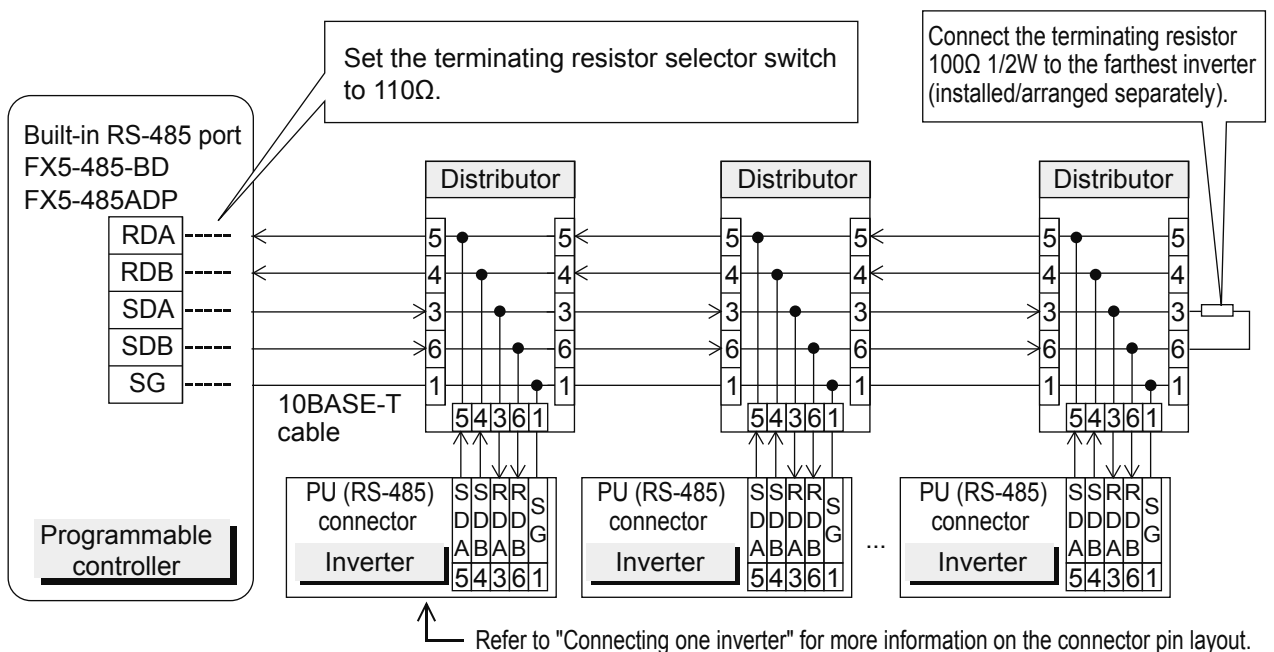 Set the terminating resistor selector switch
to 110Ω.
Connect the terminating resistor
100Ω 1/2W to the farthest inverter
(installed/arranged separately).
Built-in RS-485 port
FX5-485-BD
FX5-485ADP
Distributor
Distributor
Distributor
RDA
5
5
5
5
5
5
RDB
4
4
4
4
4
4
SDA
3
3
3
3
3
3
SDB
6
6
6
6
6
6
SG
1
1
1
1
1
1
10BASE-T
cable
5 4 3 6 1
5 4 3 6 1
5 4 3 6 1
PU (RS-485)
connector
Inverter
SDA SDB RDA RDB SG
5 4 3 6 1
PU (RS-485)
connector
Inverter
SDA SDB RDA RDB SG
5 4 3 6 1
...
PU (RS-485)
connector
Inverter
SDA SDB RDA RDB SG
5 4 3 6 1
Programmable
controller
Refer to "Connecting one inverter" for more information on the connector pin layout.